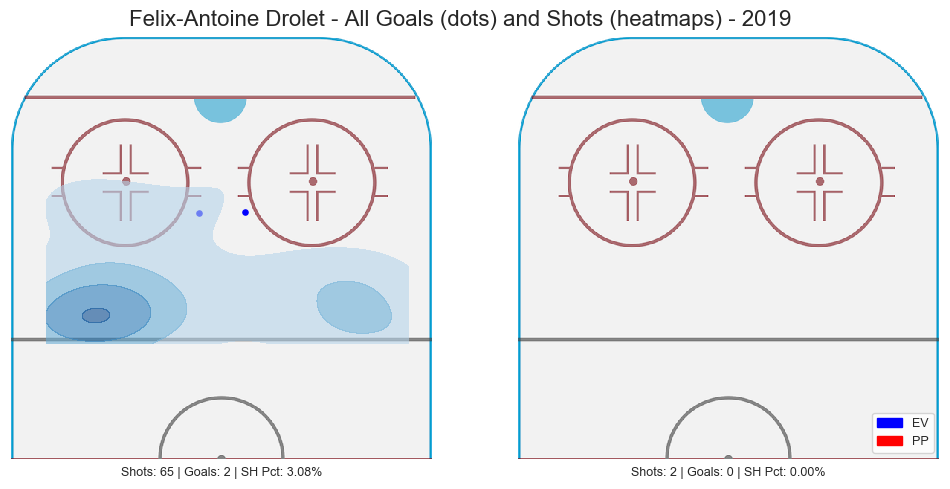 Felix-Antoine Drolet - All Goals (dots) and Shots (heatmaps) - 2019
EV
PP
Shots: 65 | Goals: 2 | SH Pct: 3.08%
Shots: 2 | Goals: 0 | SH Pct: 0.00%